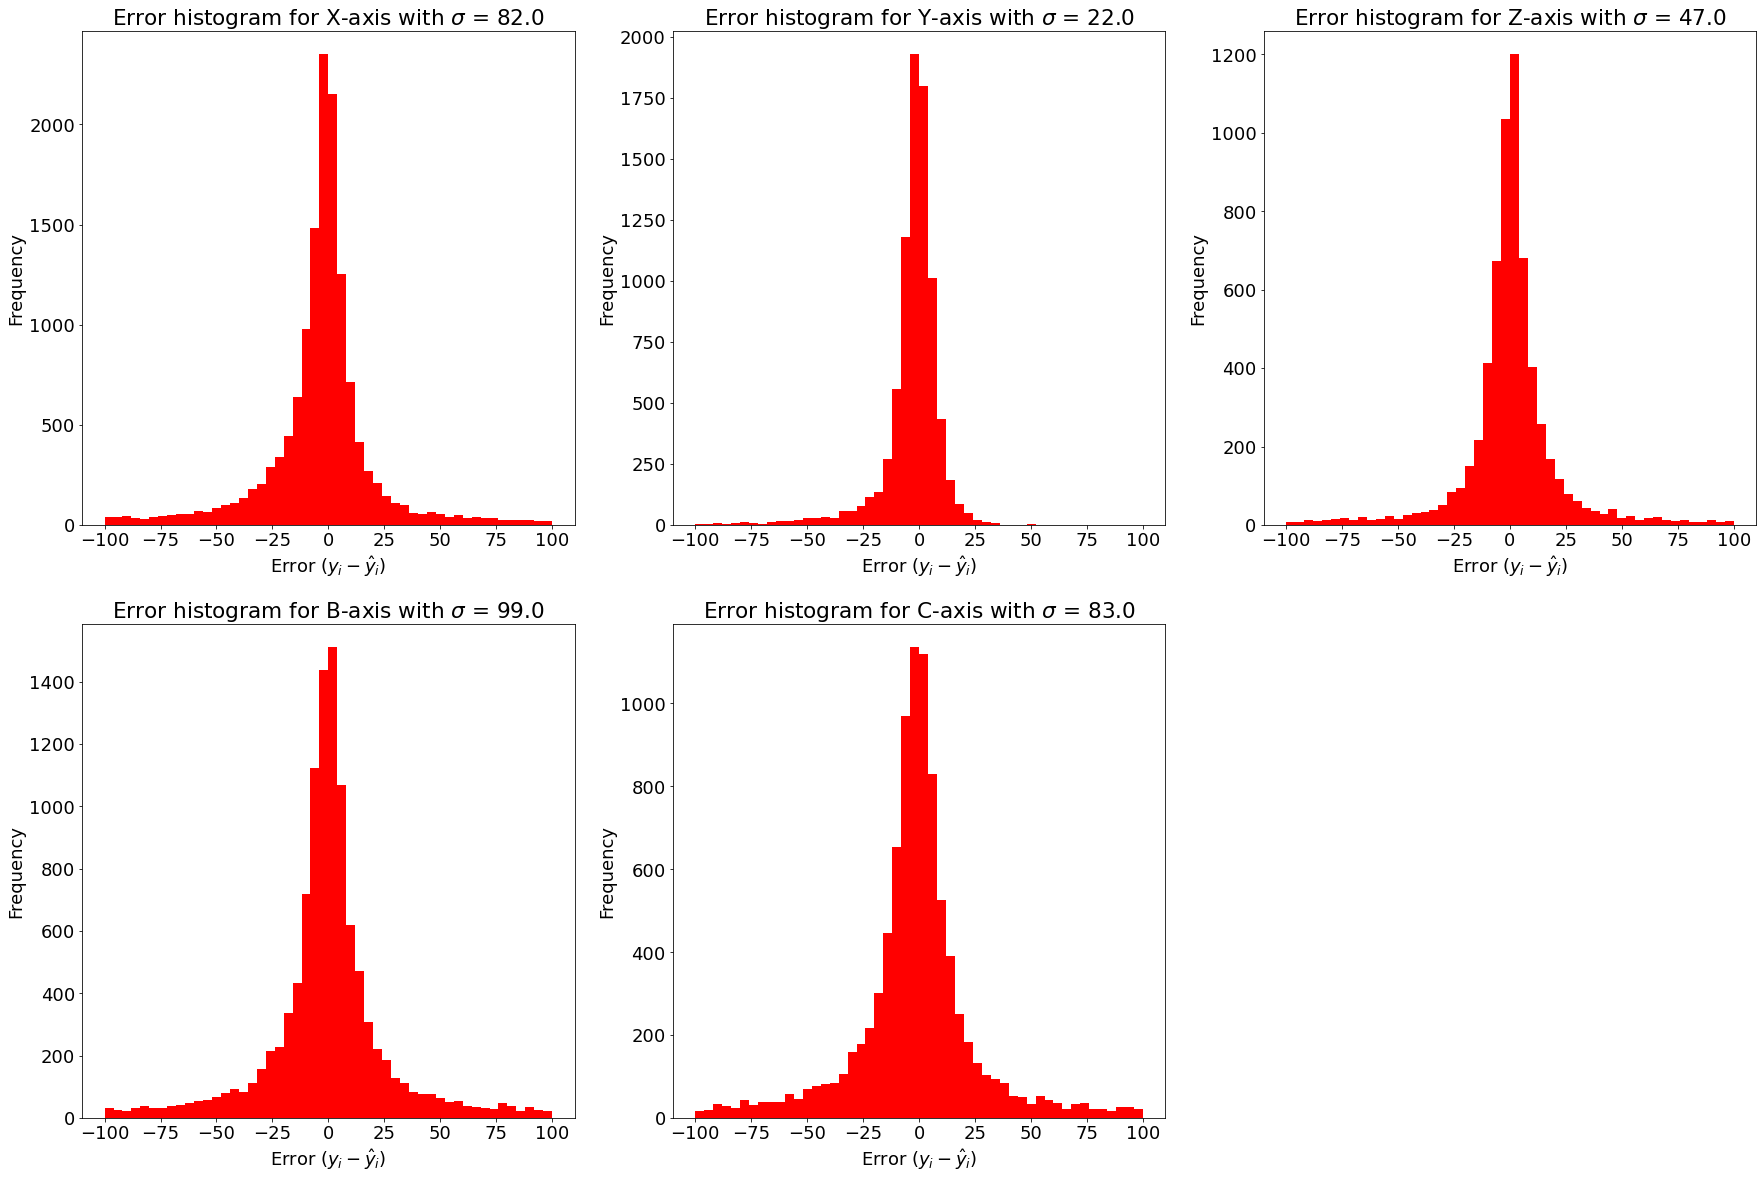 Error histogram for X-axis with σ = 82.0
Frequency
2000
1500
1000
500
0
−100 −75 −50 −25 0 25 50 75 100
Error (yᵢ − ŷᵢ)
Error histogram for Y-axis with σ = 22.0
Frequency
2000
1750
1500
1250
1000
750
500
250
0
−100 −75 −50 −25 0 25 50 75 100
Error (yᵢ − ŷᵢ)
Error histogram for Z-axis with σ = 47.0
Frequency
1200
1000
800
600
400
200
0
−100 −75 −50 −25 0 25 50 75 100
Error (yᵢ − ŷᵢ)
Error histogram for B-axis with σ = 99.0
Frequency
1400
1200
1000
800
600
400
200
0
−100 −75 −50 −25 0 25 50 75 100
Error (yᵢ − ŷᵢ)
Error histogram for C-axis with σ = 83.0
Frequency
1000
800
600
400
200
0
−100 −75 −50 −25 0 25 50 75 100
Error (yᵢ − ŷᵢ)